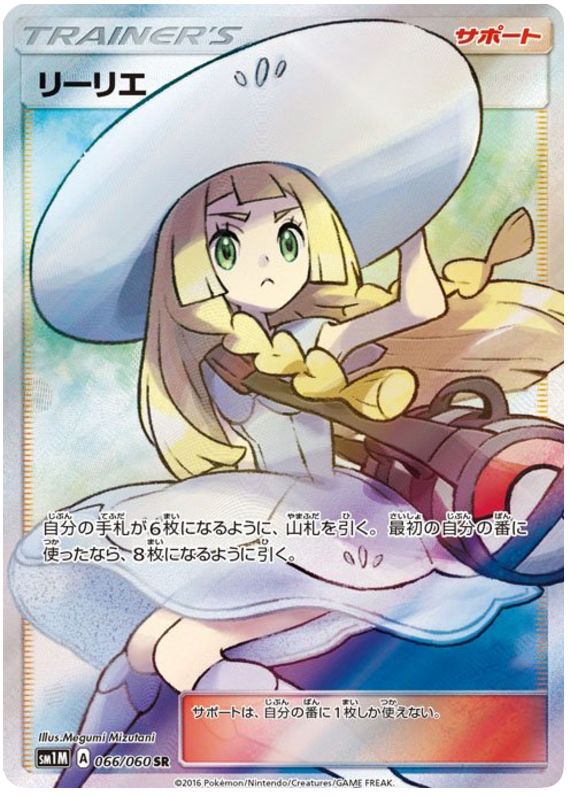 TRAINER'S
サポート
リーリエ
自分の手札が6枚になるように、山札を引く。最初の自分の番に
使ったなら、8枚になるように引く。
サポートは、自分の番に1枚しか使えない。
Illus.Megumi Mizutani
SM1M A 066/060 SR
©2016 Pokémon/Nintendo/Creatures/GAME FREAK.